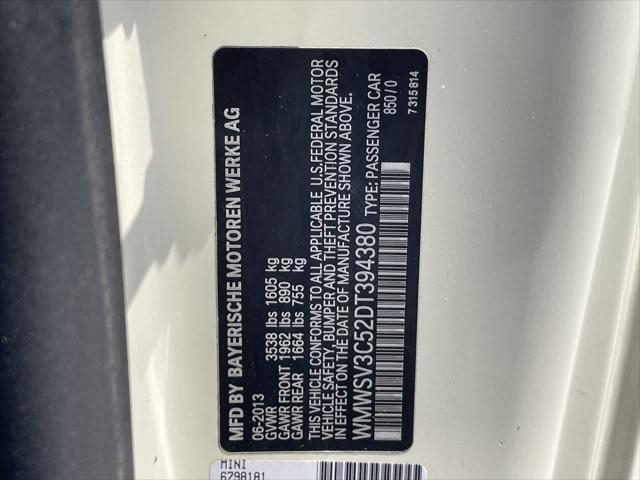 MFD BY BAYERISCHE MOTOREN WERKE AG
06-2013
GVWR 3538 lbs 1605 kg
GAWR FRONT 1962 lbs 890 kg
GAWR REAR 1664 lbs 755 kg
THIS VEHICLE CONFORMS TO ALL APPLICABLE U.S.FEDERAL MOTOR
VEHICLE SAFETY, BUMPER AND THEFT PREVENTION STANDARDS
IN EFFECT ON THE DATE OF MANUFACTURE SHOWN ABOVE.
WMWSV3C52DT394380 TYPE: PASSENGER CAR
850/0
7315814
MINI
6798181